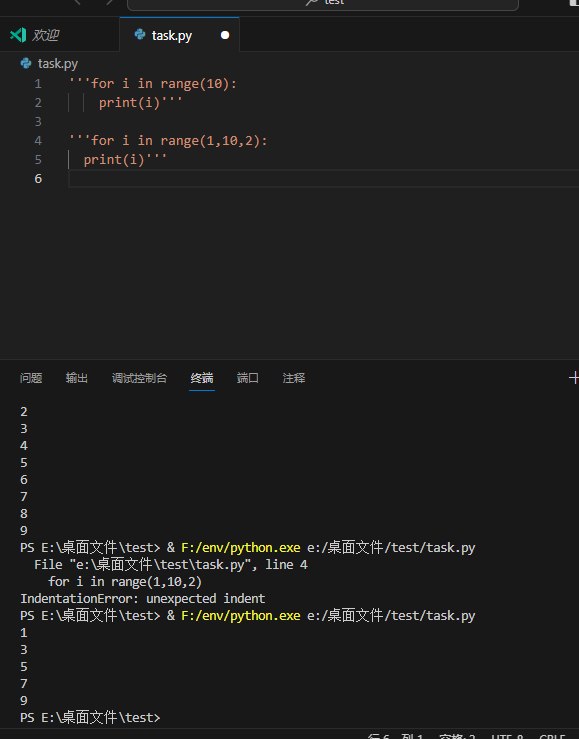 test
欢迎
task.py
task.py
1 '''for i in range(10):
2 print(i)'''
3
4 '''for i in range(1,10,2):
5 print(i)'''
6
问题 输出 调试控制台 终端 端口 注释
2
3
4
5
6
7
8
9
PS E:\桌面文件\test> & F:/env/python.exe e:/桌面文件/test/task.py
File "e:\桌面文件\test\task.py", line 4
for i in range(1,10,2)
IndentationError: unexpected indent
PS E:\桌面文件\test> & F:/env/python.exe e:/桌面文件/test/task.py
1
3
5
7
9
PS E:\桌面文件\test>
行 6, 列 1 空格: 2 UTF-8 CRLF